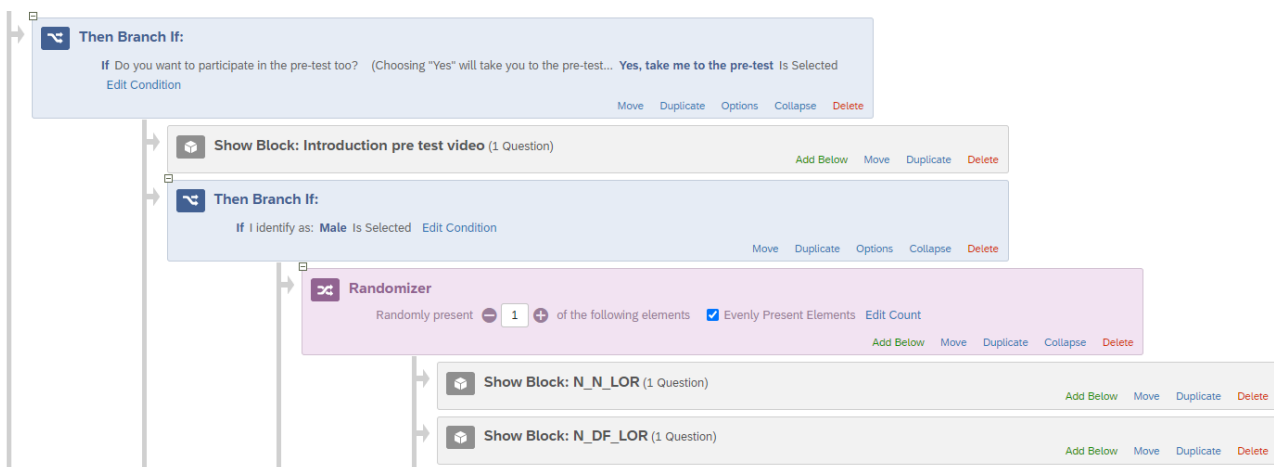 Then Branch If:
If Do you want to participate in the pre-test too? (Choosing "Yes" will take you to the pre-test... Yes, take me to the pre-test Is Selected
Edit Condition
Move Duplicate Options Collapse Delete
Show Block: Introduction pre test video (1 Question)
Add Below Move Duplicate Delete
Then Branch If:
If I identify as: Male Is Selected Edit Condition
Move Duplicate Options Collapse Delete
Randomizer
Randomly present 1 of the following elements Evenly Present Elements Edit Count
Add Below Move Duplicate Collapse Delete
Show Block: N_N_LOR (1 Question)
Add Below Move Duplicate Delete
Show Block: N_DF_LOR (1 Question)
Add Below Move Duplicate Delete